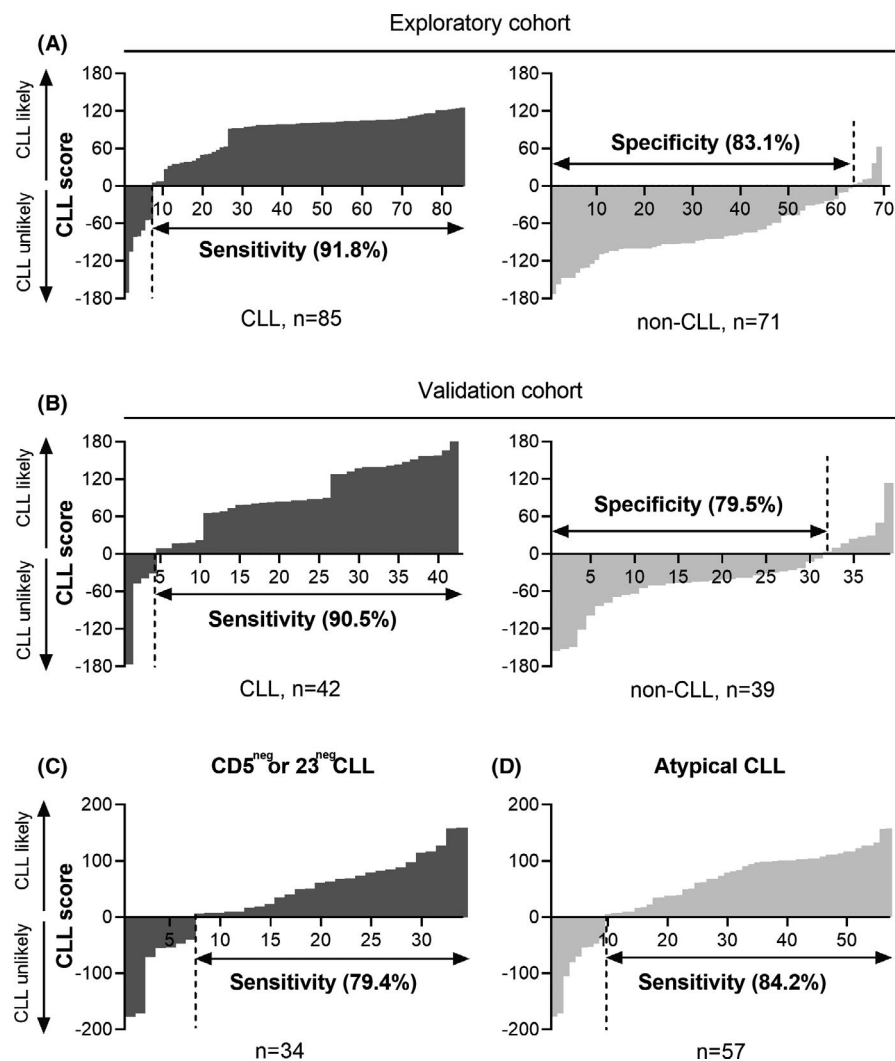 Exploratory cohort
(A)
CLL likely
CLL unlikely
CLL score
180
120
60
0
-60
-120
-180
10 20 30 40 50 60 70 80
Sensitivity (91.8%)
CLL, n=85
180
120
60
0
-60
-120
-180
Specificity (83.1%)
10 20 30 40 50 60 70
non-CLL, n=71
Validation cohort
(B)
CLL likely
CLL unlikely
CLL score
180
120
60
0
-60
-120
-180
5 10 15 20 25 30 35 40
Sensitivity (90.5%)
CLL, n=42
180
120
60
0
-60
-120
-180
Specificity (79.5%)
5 10 15 20 25 30 35
non-CLL, n=39
(C)
CD5neg or 23neg CLL
CLL likely
CLL unlikely
CLL score
200
100
0
-100
-200
5 10 15 20 25 30
Sensitivity (79.4%)
n=34
(D)
Atypical CLL
200
100
0
-100
-200
10 20 30 40 50
Sensitivity (84.2%)
n=57